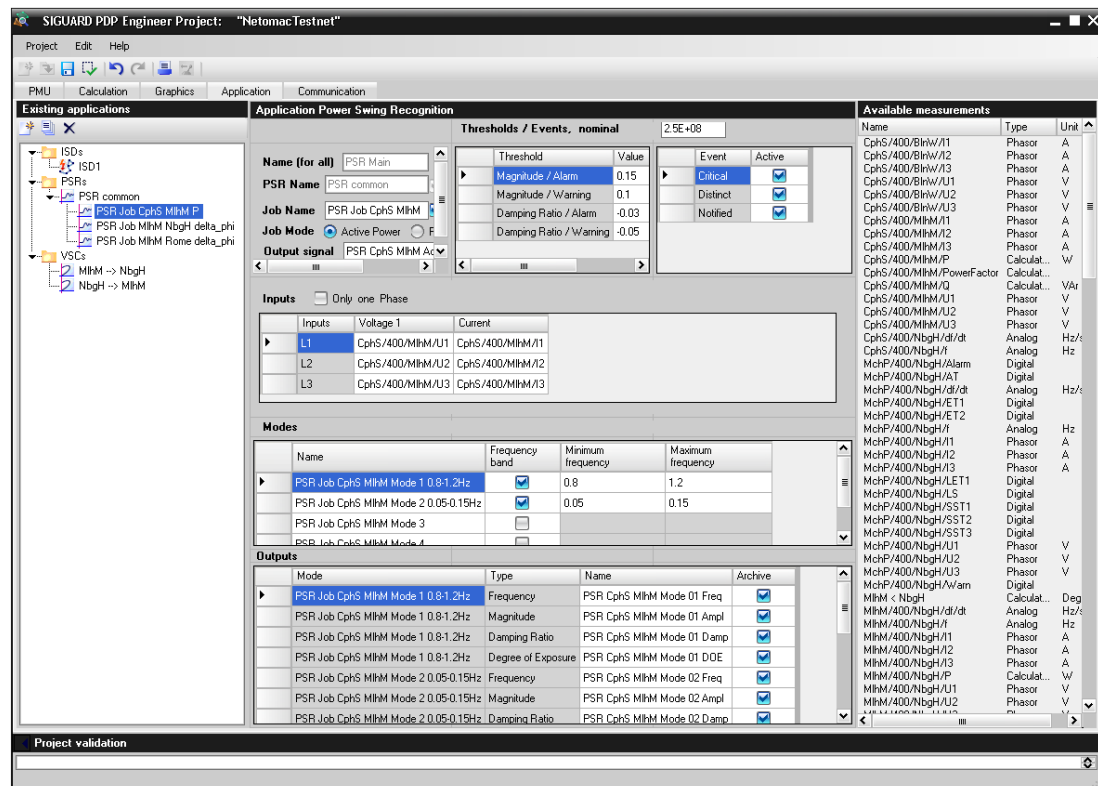 SIGUARD PDP Engineer Project: "NetomacTestnet"
Project Edit Help
PMU Calculation Graphics Application Communication
Existing applications
ISDs
ISD1
PSRs
PSR common
PSR Job CphS MlhM P
PSR Job MlhM NbgH delta_phi
PSR Job MlhM Rome delta_phi
VSCs
MlhM --> NbgH
NbgH --> MlhM
Application Power Swing Recognition
Thresholds / Events, nominal 2.5E+08
Name (for all) PSR Main
PSR Name PSR common
Job Name PSR Job CphS MlhM
Job Mode Active Power
Output signal PSR CphS MlhM
Threshold Value
Magnitude / Alarm 0.15
Magnitude / Warning 0.1
Damping Ratio / Alarm -0.03
Damping Ratio / Warning -0.05
Event Active
Critical
Distinct
Notified
Inputs Only one Phase
Inputs Voltage 1 Current
L1 CphS/400/MlhM/U1 CphS/400/MlhM/I1
L2 CphS/400/MlhM/U2 CphS/400/MlhM/I2
L3 CphS/400/MlhM/U3 CphS/400/MlhM/I3
Modes
Name Frequency band Minimum frequency Maximum frequency
PSR Job CphS MlhM Mode 1 0.8-1.2Hz 0.8 1.2
PSR Job CphS MlhM Mode 2 0.05-0.15Hz 0.05 0.15
PSR Job CphS MlhM Mode 3
PSR Job CphS MlhM Mode 4
Outputs
Mode Type Name Archive
PSR Job CphS MlhM Mode 1 0.8-1.2Hz Frequency PSR CphS MlhM Mode 01 Freq
PSR Job CphS MlhM Mode 1 0.8-1.2Hz Magnitude PSR CphS MlhM Mode 01 Ampl
PSR Job CphS MlhM Mode 1 0.8-1.2Hz Damping Ratio PSR CphS MlhM Mode 01 Damp
PSR Job CphS MlhM Mode 1 0.8-1.2Hz Degree of Exposure PSR CphS MlhM Mode 01 DOE
PSR Job CphS MlhM Mode 2 0.05-0.15Hz Frequency PSR CphS MlhM Mode 02 Freq
PSR Job CphS MlhM Mode 2 0.05-0.15Hz Magnitude PSR CphS MlhM Mode 02 Ampl
PSR Job CphS MlhM Mode 2 0.05-0.15Hz Damping Ratio PSR CphS MlhM Mode 02 Damp
Available measurements
Name Type Unit
CphS/400/BlnW/I1 Phasor A
CphS/400/BlnW/I2 Phasor A
CphS/400/BlnW/I3 Phasor A
CphS/400/BlnW/U1 Phasor V
CphS/400/BlnW/U2 Phasor V
CphS/400/BlnW/U3 Phasor V
CphS/400/MlhM/I1 Phasor A
CphS/400/MlhM/I2 Phasor A
CphS/400/MlhM/I3 Phasor A
CphS/400/MlhM/P Calculat... W
CphS/400/MlhM/PowerFactor Calculat...
CphS/400/MlhM/Q Calculat... VAr
CphS/400/MlhM/U1 Phasor V
CphS/400/MlhM/U2 Phasor V
CphS/400/MlhM/U3 Phasor V
CphS/400/NbgH/df/dt Analog Hz/s
CphS/400/NbgH/f Analog Hz
MchP/400/NbgH/Alarm Digital
MchP/400/NbgH/AT Digital
MchP/400/NbgH/df/dt Analog Hz/s
MchP/400/NbgH/ET1 Digital
MchP/400/NbgH/ET2 Digital
MchP/400/NbgH/f Analog Hz
MchP/400/NbgH/I1 Phasor A
MchP/400/NbgH/I2 Phasor A
MchP/400/NbgH/I3 Phasor A
MchP/400/NbgH/LET1 Digital
MchP/400/NbgH/LS Digital
MchP/400/NbgH/SST1 Digital
MchP/400/NbgH/SST2 Digital
MchP/400/NbgH/SST3 Digital
MchP/400/NbgH/U1 Phasor V
MchP/400/NbgH/U2 Phasor V
MchP/400/NbgH/U3 Phasor V
MchP/400/NbgH/Warn Digital
MlhM < NbgH Calculat... Deg
MlhM/400/NbgH/df/dt Analog Hz/s
MlhM/400/NbgH/f Analog Hz
MlhM/400/NbgH/I1 Phasor A
MlhM/400/NbgH/I2 Phasor A
MlhM/400/NbgH/I3 Phasor A
MlhM/400/NbgH/P Calculat... W
MlhM/400/NbgH/U1 Phasor V
MlhM/400/NbgH/U2 Phasor V
Project validation